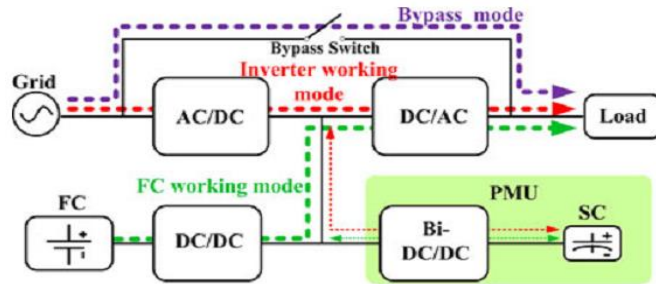 Bypass mode
Bypass Switch
Grid
Inverter working
mode
AC/DC
DC/AC
Load
FC working mode
PMU
FC
SC
DC/DC
Bi-
DC/DC